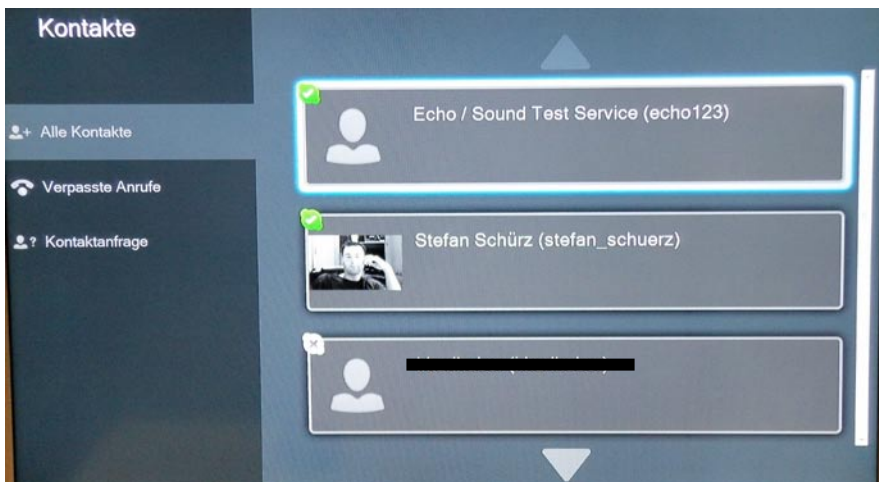 Kontakte
Alle Kontakte
Verpasste Anrufe
Kontaktanfrage
Echo / Sound Test Service (echo123)
Stefan Schürz (stefan_schuerz)